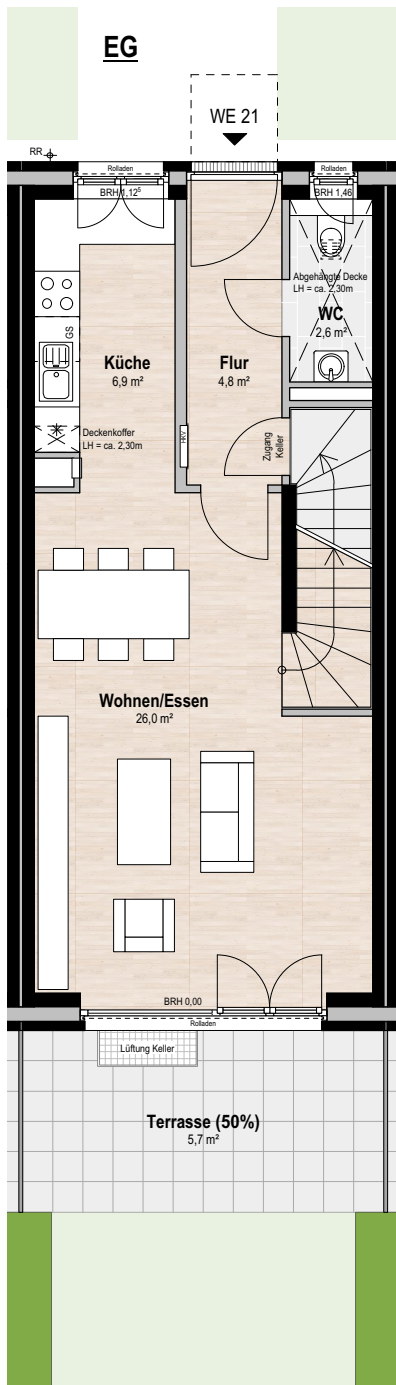 EG
WE 21
RR
Rolladen
Rolladen
BRH 1,12⁵
BRH 1,46
Abgehängte Decke
LH = ca. 2,30m
WC
2,6 m²
GS
Küche
6,9 m²
Flur
4,8 m²
Deckenkoffer
LH = ca. 2,30m
HKV
Zugang
Keller
Wohnen/Essen
26,0 m²
BRH 0,00
Rolladen
Lüftung Keller
Terrasse (50%)
5,7 m²